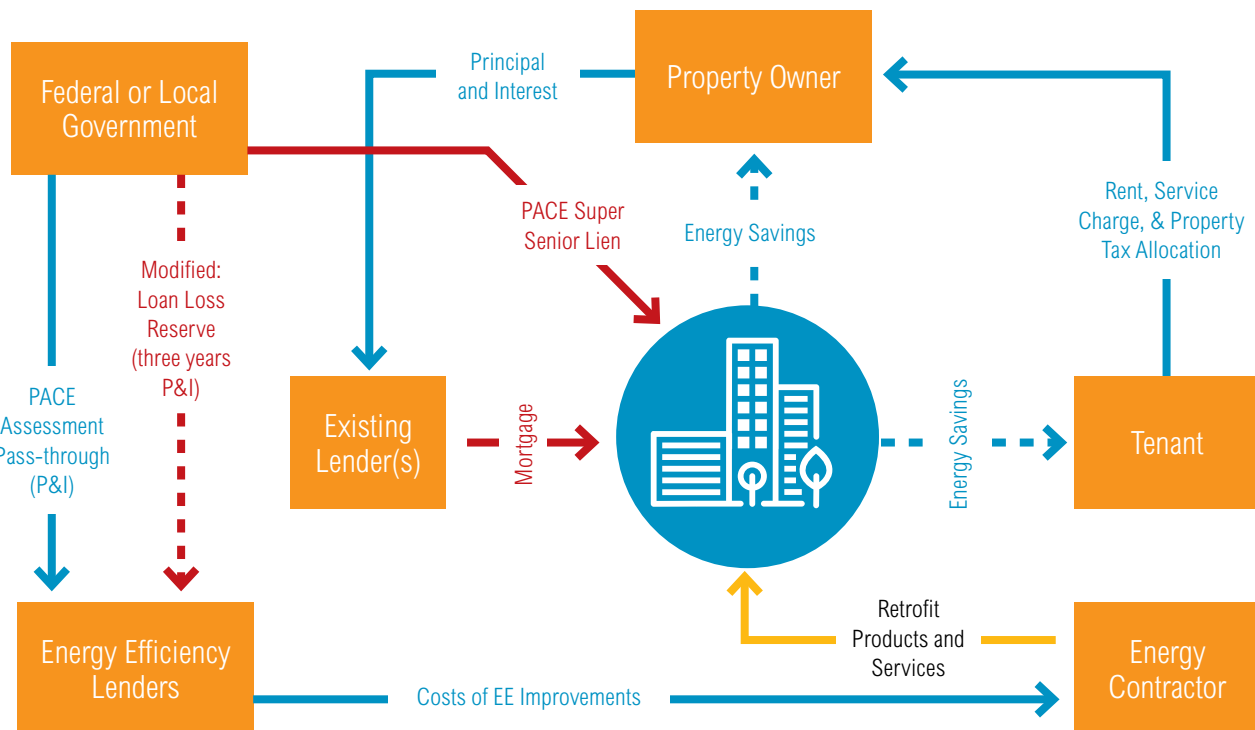 Federal or Local
Government
Principal
and Interest
Property Owner
PACE Super
Senior Lien
Energy Savings
Rent, Service
Charge, & Property
Tax Allocation
Modified:
Loan Loss
Reserve
(three years
P&I)
PACE
Assessment
Pass-through
(P&I)
Existing
Lender(s)
Mortgage
Energy Savings
Tenant
Energy Efficiency
Lenders
Costs of EE Improvements
Retrofit
Products and
Services
Energy
Contractor